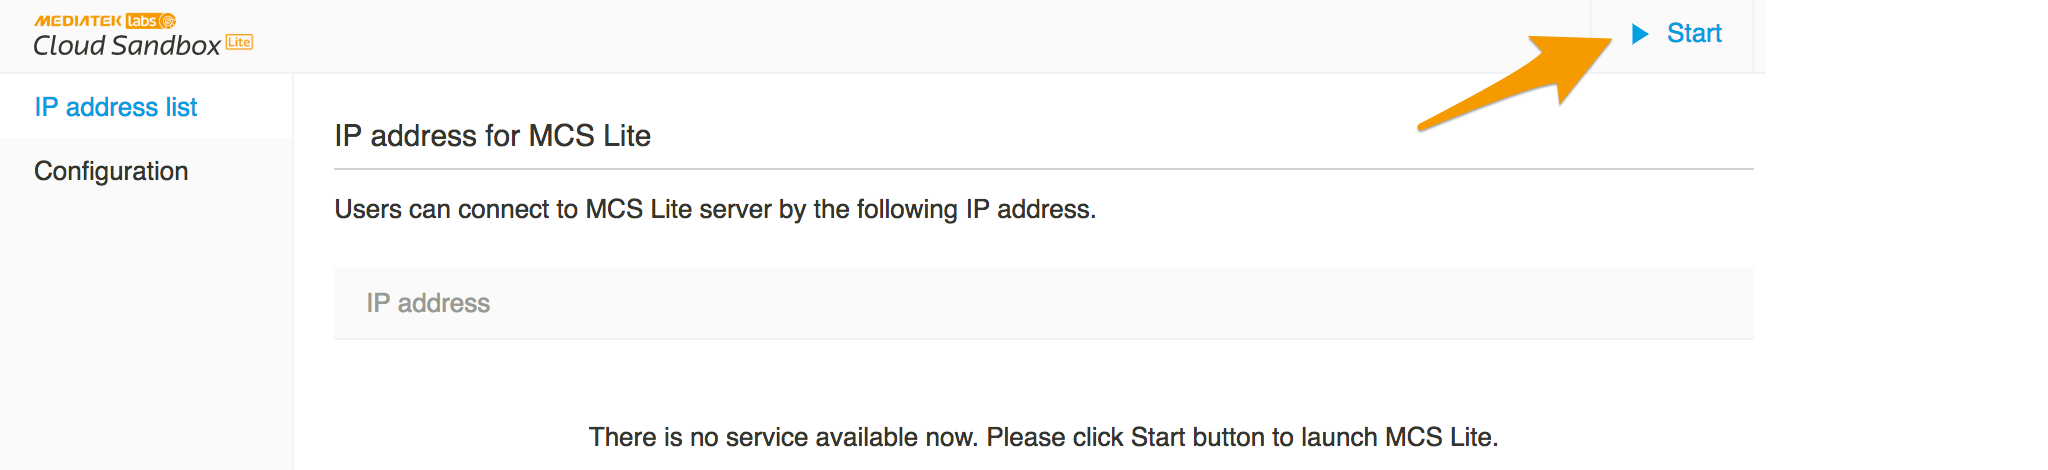 MEDIATEK labs
Cloud Sandbox Lite
Start
IP address list
Configuration
IP address for MCS Lite
Users can connect to MCS Lite server by the following IP address.
IP address
There is no service available now. Please click Start button to launch MCS Lite.